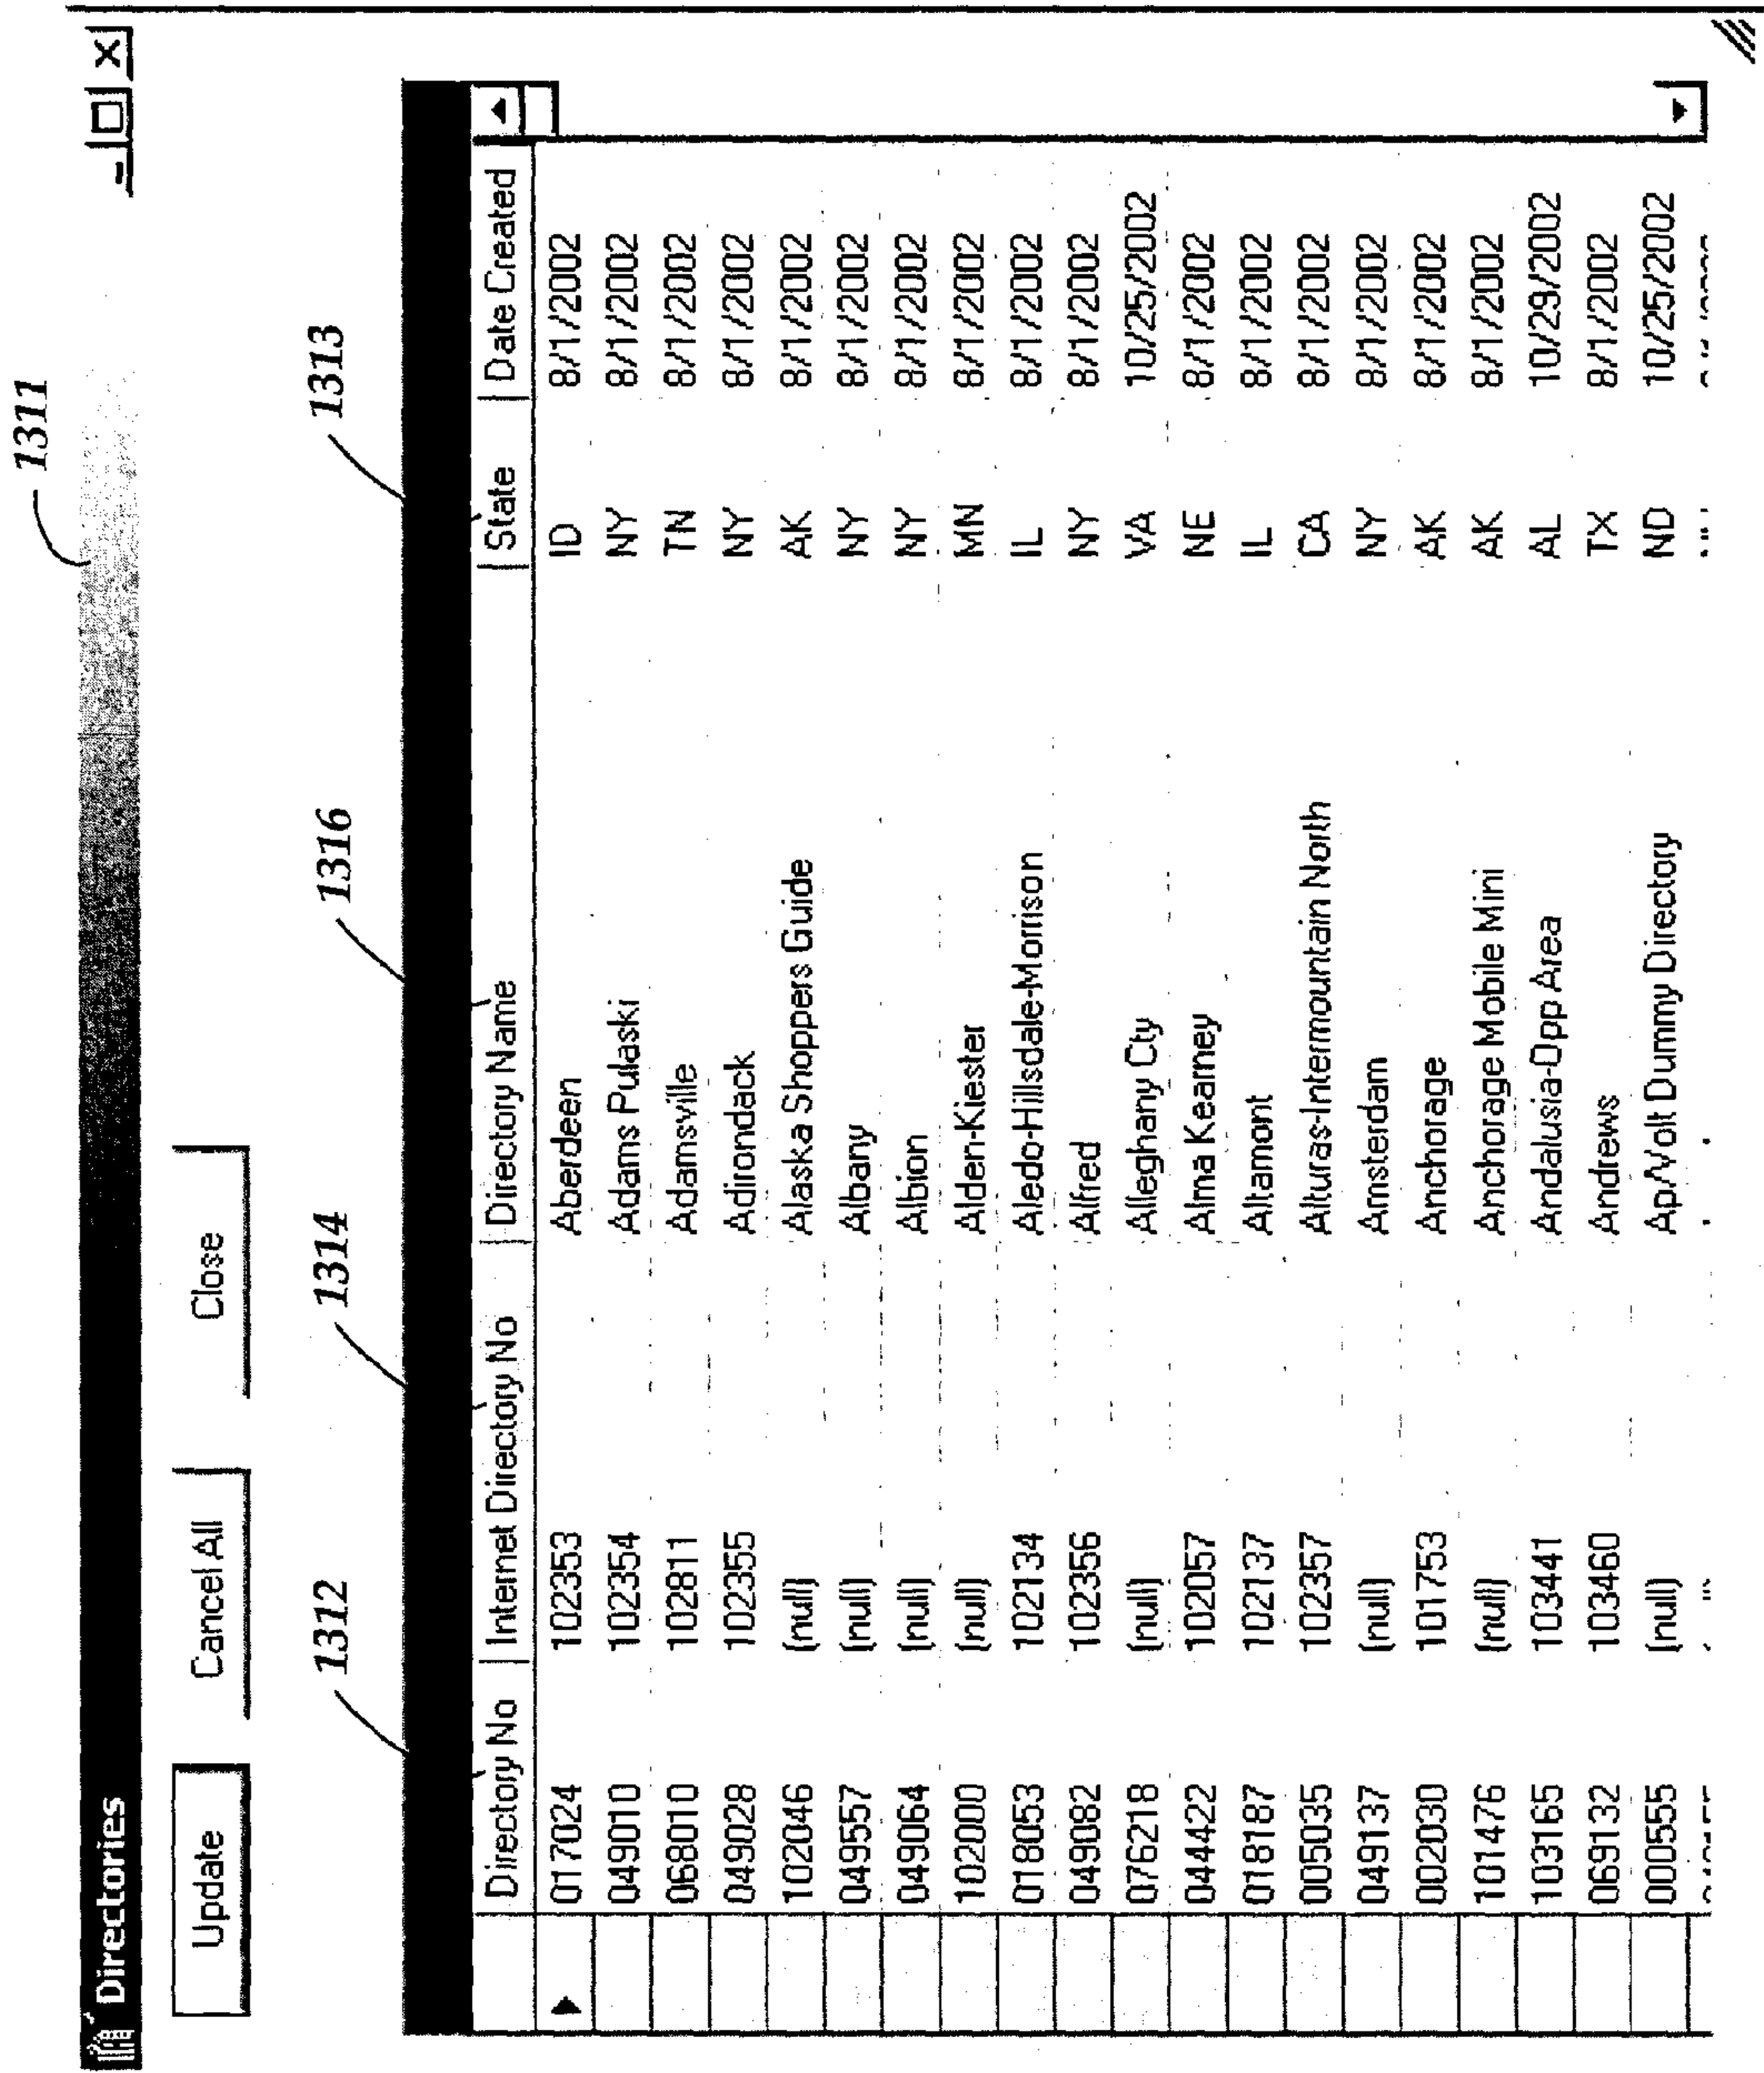 1311
Directories
Update Cancel All Close
1312 1314 1316 1313
Directory No Internet Directory No Directory Name State Date Created
017024 102353 Aberdeen ID 8/1/2002
049010 102354 Adams Pulaski NY 8/1/2002
068010 102811 Adamsville TN 8/1/2002
049028 102355 Adirondack NY 8/1/2002
102046 (null) Alaska Shoppers Guide AK 8/1/2002
049557 (null) Albany NY 8/1/2002
049064 (null) Albion NY 8/1/2002
102000 (null) Alden-Kiester MN 8/1/2002
018053 102134 Aledo-Hillsdale-Morrison IL 8/1/2002
049082 102356 Alfred NY 8/1/2002
076218 (null) Alleghany Cty VA 10/25/2002
044422 102057 Alma Kearney NE 8/1/2002
018187 102137 Altamont IL 8/1/2002
005035 102357 Alturas-Intermountain North CA 8/1/2002
049137 (null) Amsterdam NY 8/1/2002
002030 101753 Anchorage AK 8/1/2002
101476 (null) Anchorage Mobile Mini AK 8/1/2002
103165 103441 Andalusia-Opp Area AL 10/29/2002
069132 103460 Andrews TX 8/1/2002
000555 (null) Ap/Volt Dummy Directory ND 10/25/2002